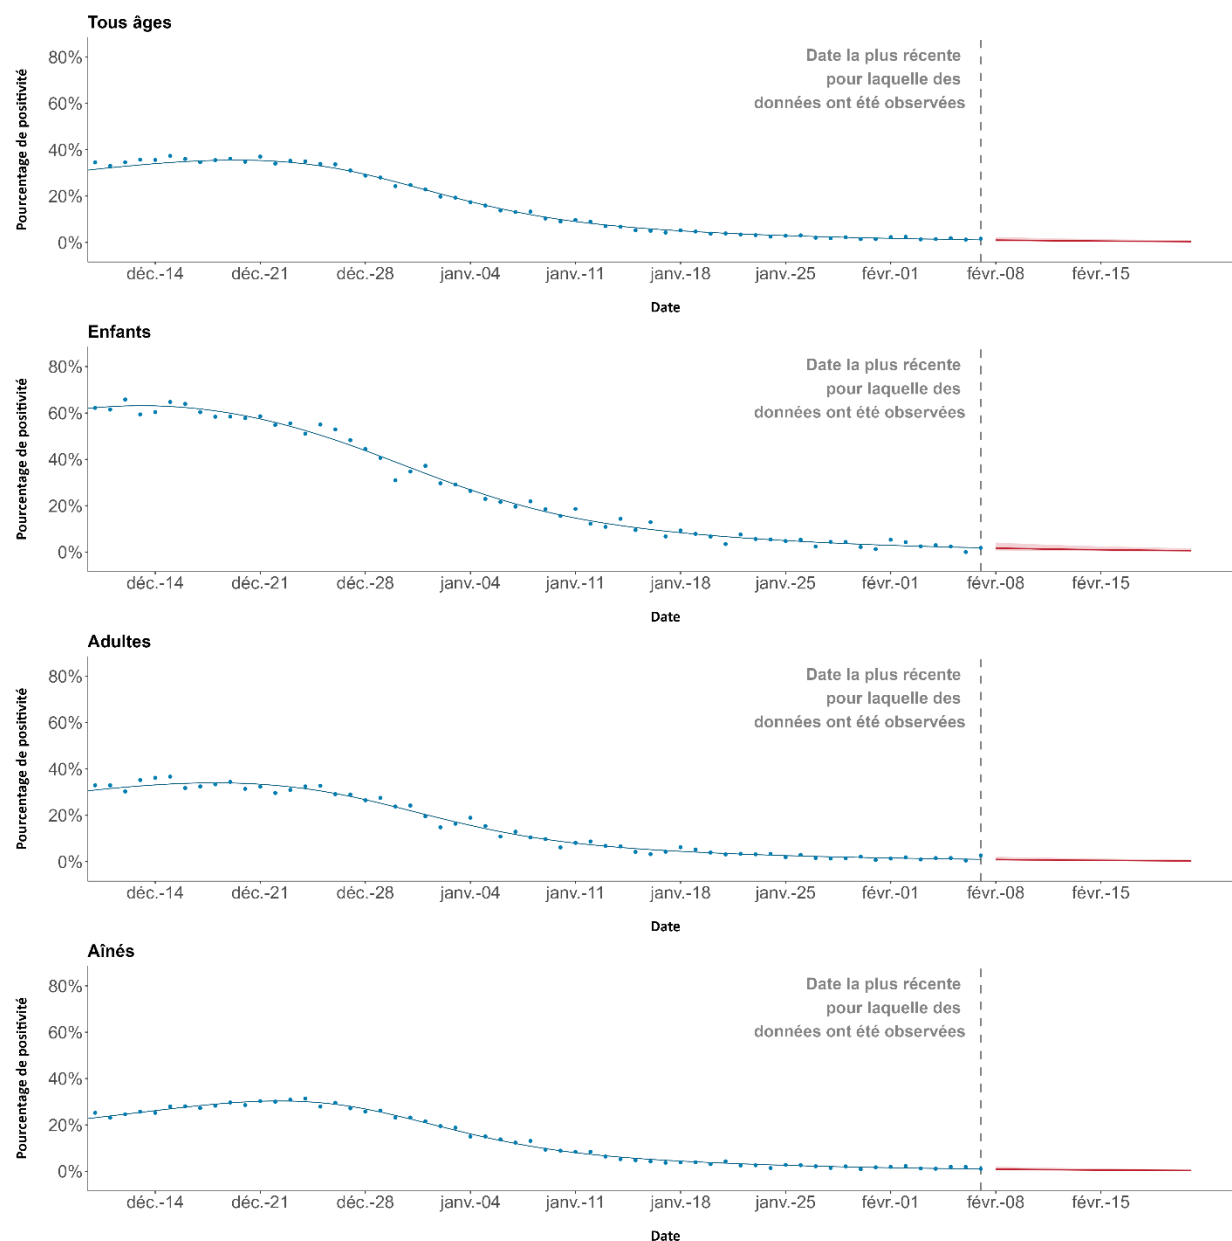 Tous âges
Pourcentage de positivité
80%
60%
40%
20%
0%
Date la plus récente
pour laquelle des
données ont été observées
déc.-14 déc.-21 déc.-28 janv.-04 janv.-11 janv.-18 janv.-25 févr.-01 févr.-08 févr.-15
Date
Enfants
Pourcentage de positivité
80%
60%
40%
20%
0%
Date la plus récente
pour laquelle des
données ont été observées
déc.-14 déc.-21 déc.-28 janv.-04 janv.-11 janv.-18 janv.-25 févr.-01 févr.-08 févr.-15
Date
Adultes
Pourcentage de positivité
80%
60%
40%
20%
0%
Date la plus récente
pour laquelle des
données ont été observées
déc.-14 déc.-21 déc.-28 janv.-04 janv.-11 janv.-18 janv.-25 févr.-01 févr.-08 févr.-15
Date
Aînés
Pourcentage de positivité
80%
60%
40%
20%
0%
Date la plus récente
pour laquelle des
données ont été observées
déc.-14 déc.-21 déc.-28 janv.-04 janv.-11 janv.-18 janv.-25 févr.-01 févr.-08 févr.-15
Date